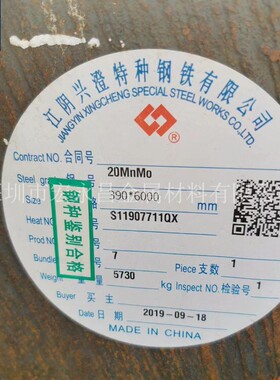 江阴兴澄特种钢铁有限公司
JIANGYIN XINGCHENG SPECIAL STEEL WORKS CO.,LTD.
Contract NO. 合同号
Steel 20MnMo
Size 390*6000 mm
Heat NO. S11907711QX
Prod NO.
Bundle 7 Piece 支数 1
Weight 5730 Kg Inspect NO. 检验号 1
Buyer 买主
Date 日期 2019-09-18
MADE IN CHINA
钢种鉴别合格